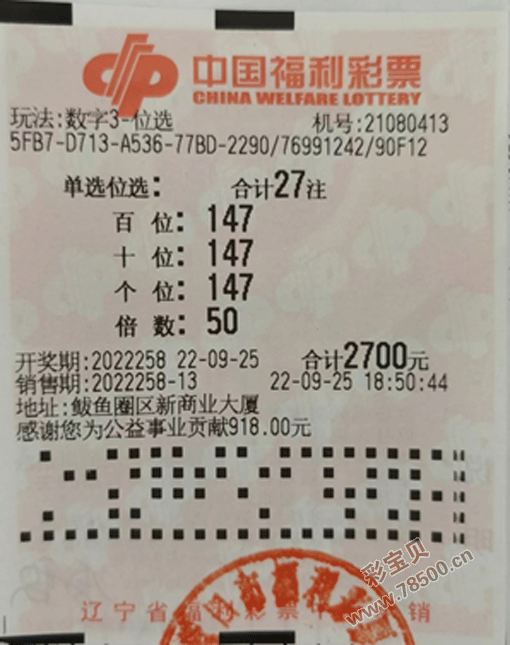 中国福利彩票
CHINA WELFARE LOTTERY
玩法:数字3-位选 机号:21080413
5FB7-D713-A536-77BD-2290/76991242/90F12
单选位选: 合计27注
百 位: 147
十 位: 147
个 位: 147
倍 数: 50
开奖期:2022258 22-09-25 合计2700元
销售期:2022258-13 22-09-25 18:50:44
地址:鲅鱼圈区新商业大厦
感谢您为公益事业贡献918.00元
彩宝贝
www.78500.cn
辽宁省福利彩票 销